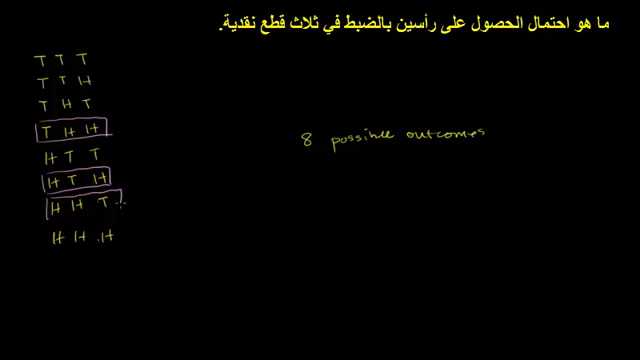 ما هو احتمال الحصول على رأسين بالضبط في ثلاث قطع نقدية.
T T T
T T H
T H T
T H H
H T T
H T H
H H T
H H H
8 possible outcomes